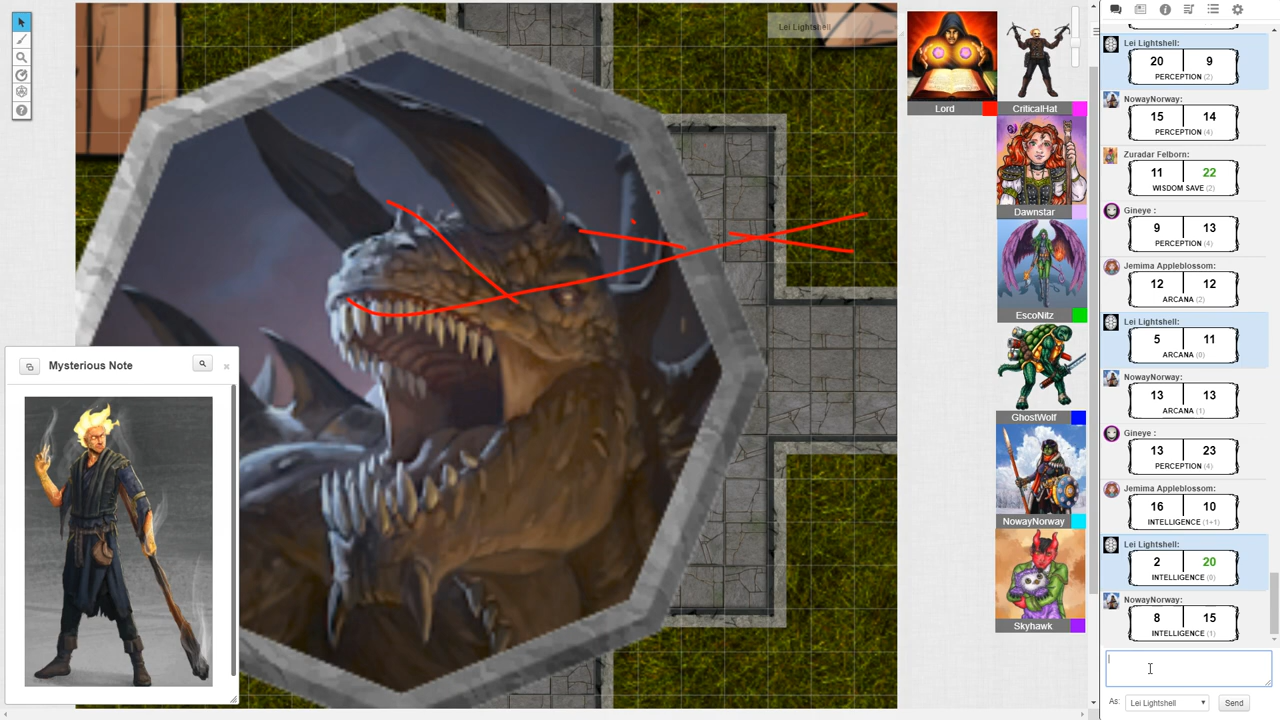 Lei Lightshell
Lord
CriticalHat
Dawnstar
EscoNitz
GhostWolf
NowayNorway
Skyhawk
Mysterious Note
Lei Lightshell:
20 9
PERCEPTION (2)
NowayNorway:
15 14
PERCEPTION (4)
Zuradar Felborn:
11 22
WISDOM SAVE (2)
Gineye :
9 13
PERCEPTION (4)
Jemima Appleblossom:
12 12
ARCANA (2)
Lei Lightshell:
5 11
ARCANA (0)
NowayNorway:
13 13
ARCANA (1)
Gineye :
13 23
PERCEPTION (4)
Jemima Appleblossom:
16 10
INTELLIGENCE (1+1)
Lei Lightshell:
2 20
INTELLIGENCE (0)
NowayNorway:
8 15
INTELLIGENCE (1)
As: Lei Lightshell Send